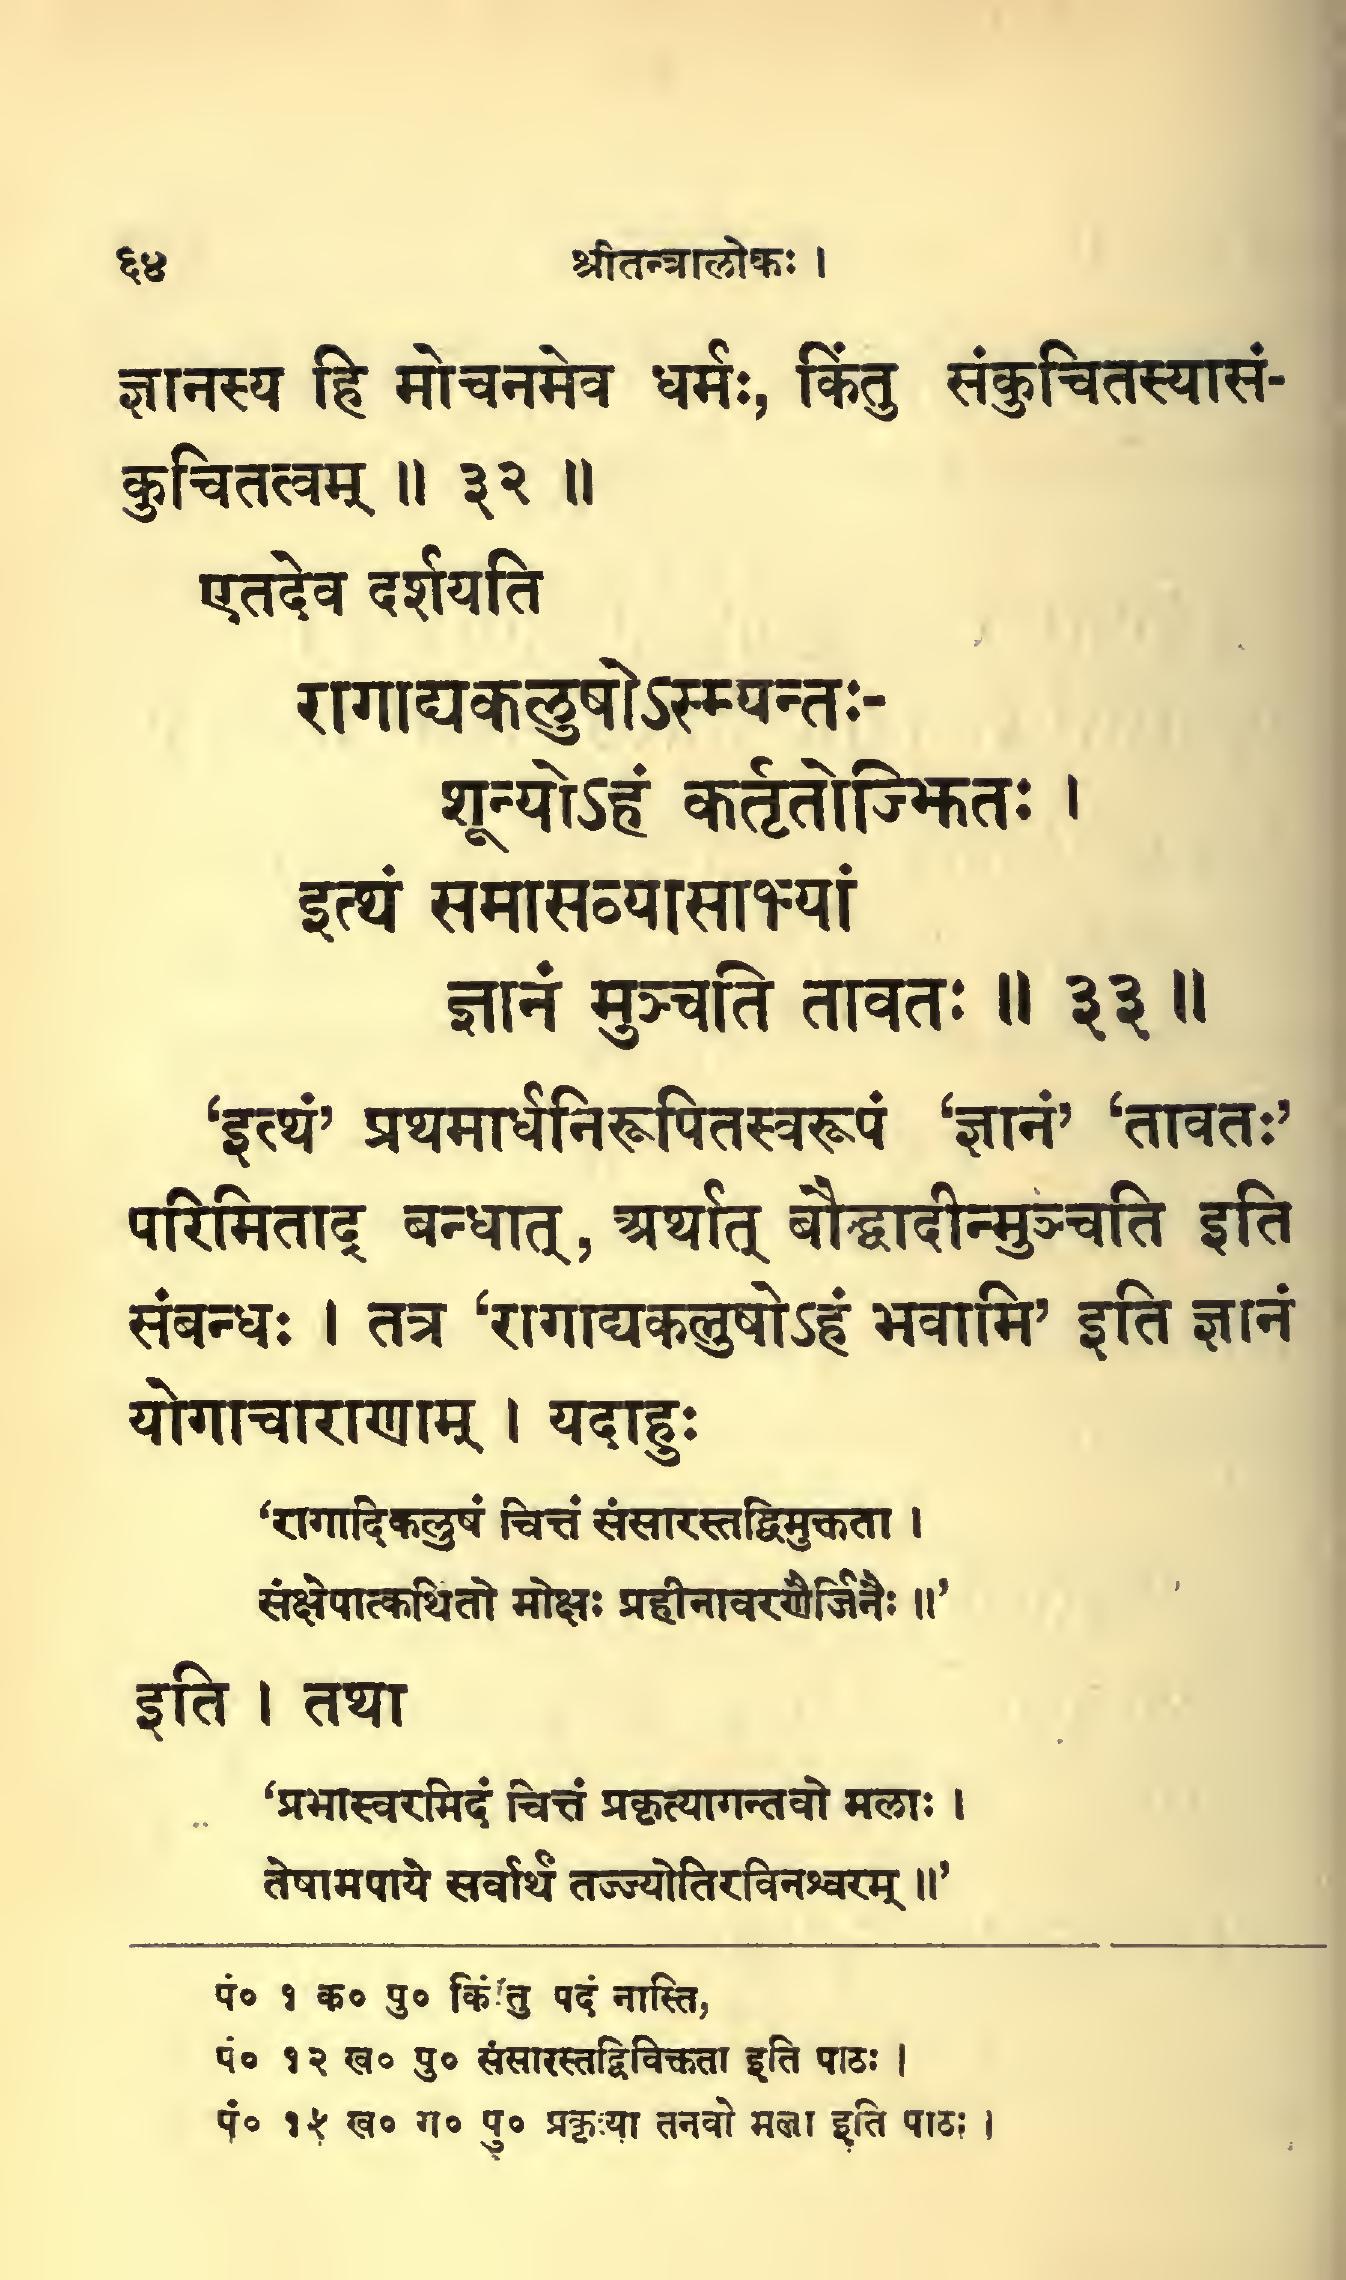 ६४ श्रीतन्त्रालोकः ।
ज्ञानस्य हि मोचनमेव धर्मः, किंतु संकुचितस्यासं-
कुचितत्वम् ॥ ३२ ॥
एतदेव दर्शयति
रागाद्यकलुषोऽस्म्यन्तः-
शून्योऽहं कर्तृतोज्झितः ।
इत्थं समासव्यासाभ्यां
ज्ञानं मुञ्चति तावतः ॥ ३३ ॥
‘इत्थं’ प्रथमार्धनिरूपितस्वरूपं ‘ज्ञानं’ ‘तावतः’
परिमिताद् बन्धात्, अर्थात् बौद्धादीन्मुञ्चति इति
संबन्धः । तत्र ‘रागाद्यकलुषोऽहं भवामि’ इति ज्ञानं
योगाचाराणाम् । यदाहुः
‘रागादिकलुषं चित्तं संसारस्तद्विमुक्तता ।
संक्षेपात्कथितो मोक्षः प्रहीनावरणैर्जिनैः ॥’
इति । तथा
‘प्रभास्वरमिदं चित्तं प्रकृत्यागन्तवो मलाः ।
तेषामपाये सर्वार्थं तज्ज्योतिरविनश्वरम् ॥’
पं० १ क० पु० किंतु पदं नास्ति,
पं० १२ ख० पु० संसारस्तद्विविक्तता इति पाठः ।
पं० १५ ख० ग० पु० प्रकृत्या तनवो मला इति पाठः ।